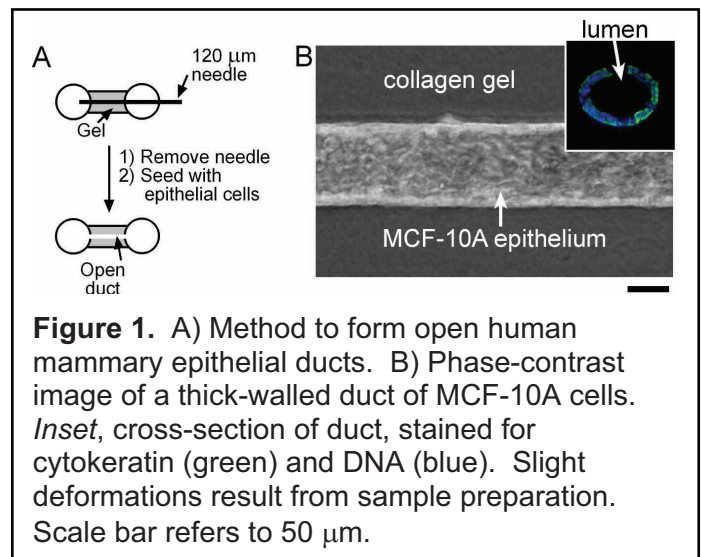 A
120 μm
needle
Gel
1) Remove needle
2) Seed with
epithelial cells
Open
duct
B
lumen
collagen gel
MCF-10A epithelium
Figure 1. A) Method to form open human
mammary epithelial ducts. B) Phase-contrast
image of a thick-walled duct of MCF-10A cells.
Inset, cross-section of duct, stained for
cytokeratin (green) and DNA (blue). Slight
deformations result from sample preparation.
Scale bar refers to 50 μm.